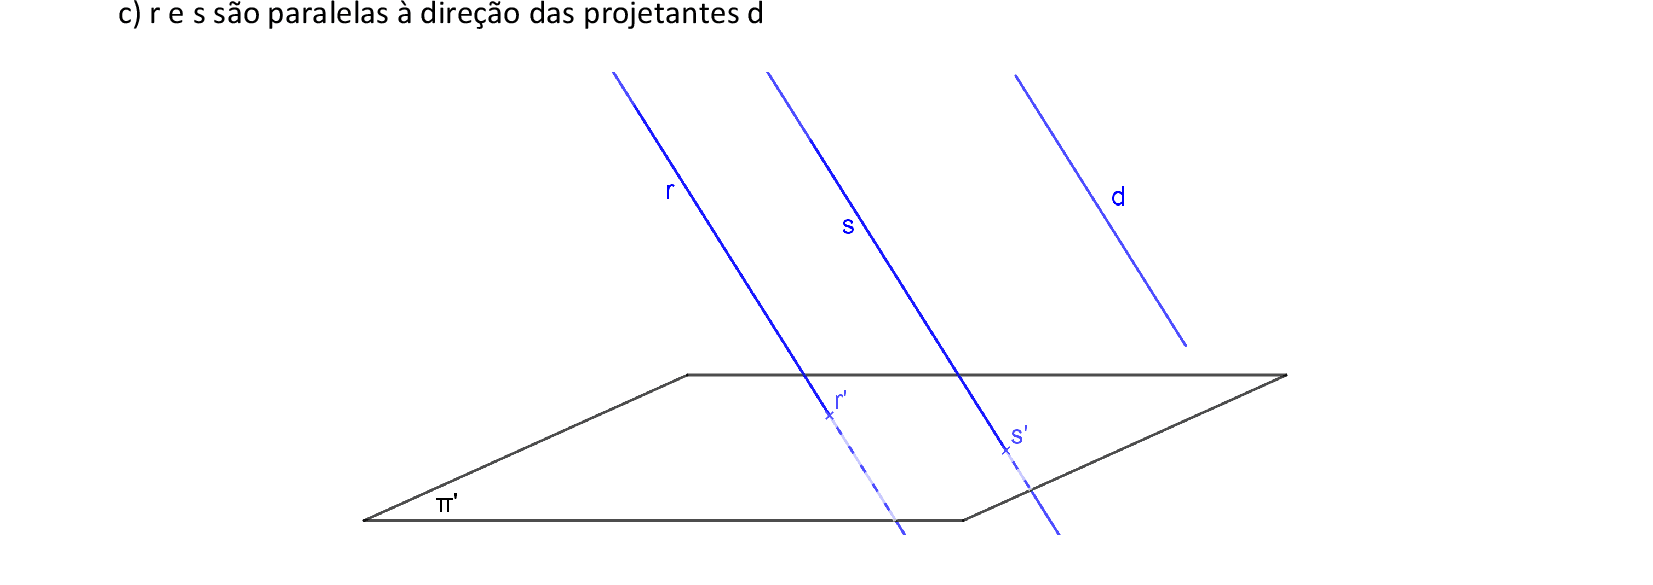 c) r e s são paralelas à direção das projetantes d
r
d
s
r'
s'
π'